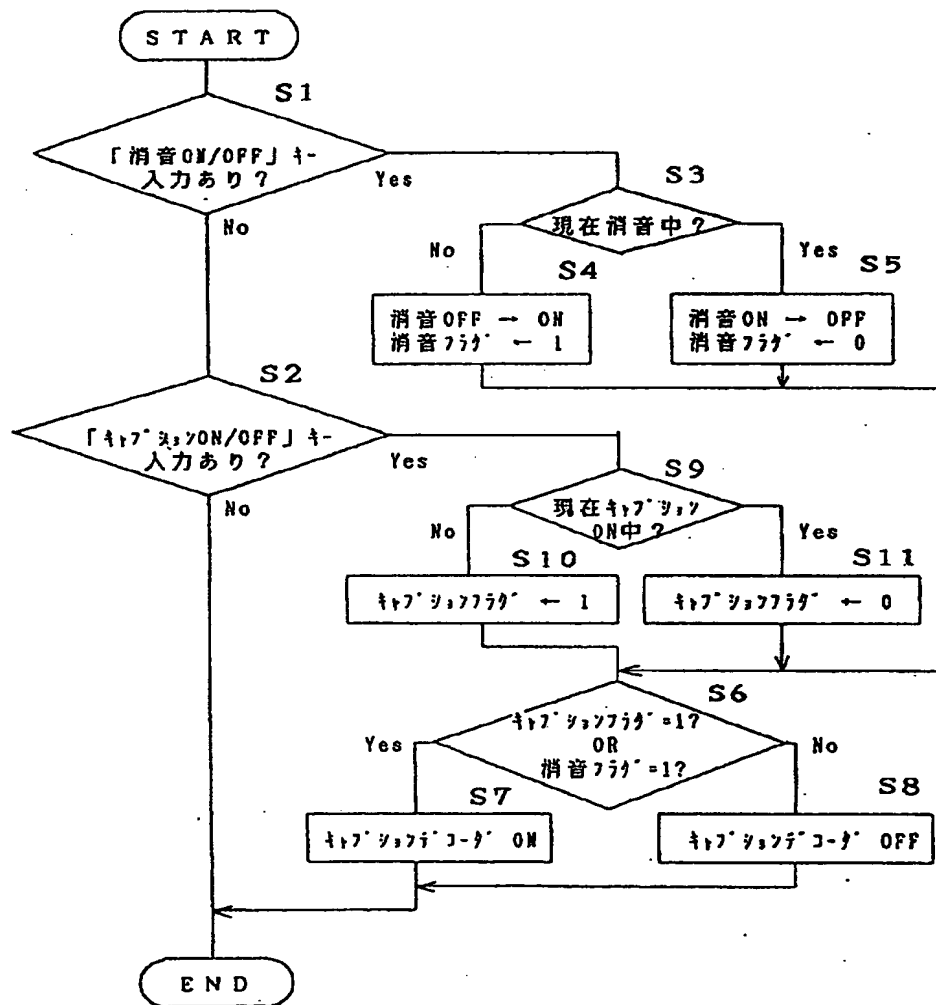 START
S1
「消音ON/OFF」キー
入力あり?
Yes
No
S3
現在消音中?
No
Yes
S4
S5
消音OFF → ON
消音フラグ ← 1
消音ON → OFF
消音フラグ ← 0
S2
「キャプションON/OFF」キー
入力あり?
Yes
No
S9
現在キャプション
ON中?
No
Yes
S10
S11
キャプションフラグ ← 1
キャプションフラグ ← 0
S6
キャプションフラグ=1?
OR
消音フラグ=1?
Yes
No
S7
S8
キャプションデコーダ ON
キャプションデコーダ OFF
END